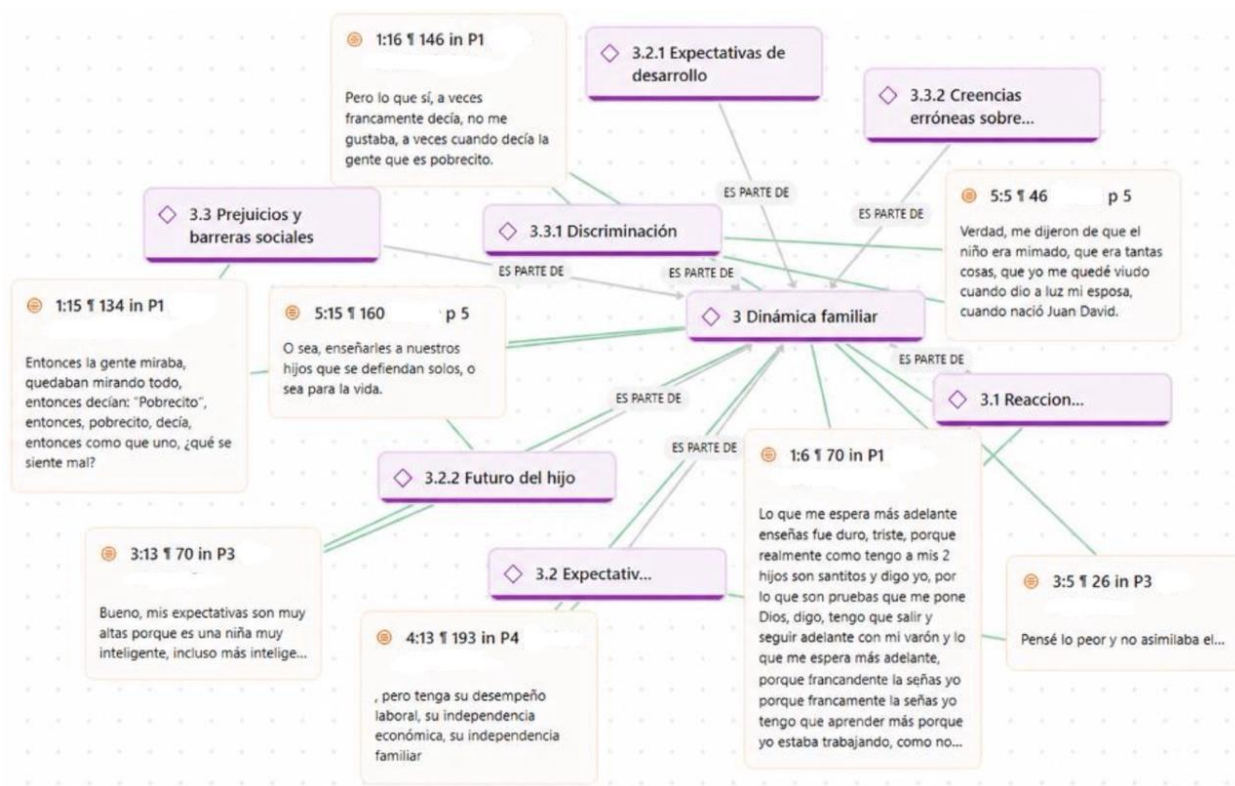 1:16 ¶ 146 in P1
Pero lo que sí, a veces
francamente decía, no me
gustaba, a veces cuando decía la
gente que es pobrecito.
3.2.1 Expectativas de
desarrollo
3.3.2 Creencias
erróneas sobre...
ES PARTE DE
ES PARTE DE
5:5 ¶ 46 p 5
Verdad, me dijeron de que el
niño era mimado, que era tantas
cosas, que yo me quedé viudo
cuando dio a luz mi esposa,
cuando nació Juan David.
3.3 Prejuicios y
barreras sociales
3.3.1 Discriminación
ES PARTE DE
ES PARTE DE
1:15 ¶ 134 in P1
Entonces la gente miraba,
quedaban mirando todo,
entonces decían: "Pobrecito",
entonces, pobrecito, decía,
entonces como que uno, ¿qué se
siente mal?
5:15 ¶ 160 p 5
O sea, enseñarles a nuestros
hijos que se defiendan solos, o
sea para la vida.
3 Dinámica familiar
ES PARTE DE
3.1 Reaccion...
ES PARTE DE
ES PARTE DE
3.2.2 Futuro del hijo
1:6 ¶ 70 in P1
Lo que me espera más adelante
enseñas fue duro, triste, porque
realmente como tengo a mis 2
hijos son santitos y digo yo, por
lo que son pruebas que me pone
Dios, digo, tengo que salir y
seguir adelante con mi varón y lo
que me espera más adelante,
porque francandente la señas yo
porque francamente la señas yo
tengo que aprender más porque
yo estaba trabajando, como no...
3:13 ¶ 70 in P3
Bueno, mis expectativas son muy
altas porque es una niña muy
inteligente, incluso más intelige...
3.2 Expectativ...
4:13 ¶ 193 in P4
, pero tenga su desempeño
laboral, su independencia
económica, su independencia
familiar
3:5 ¶ 26 in P3
Pensé lo peor y no asimilaba el...